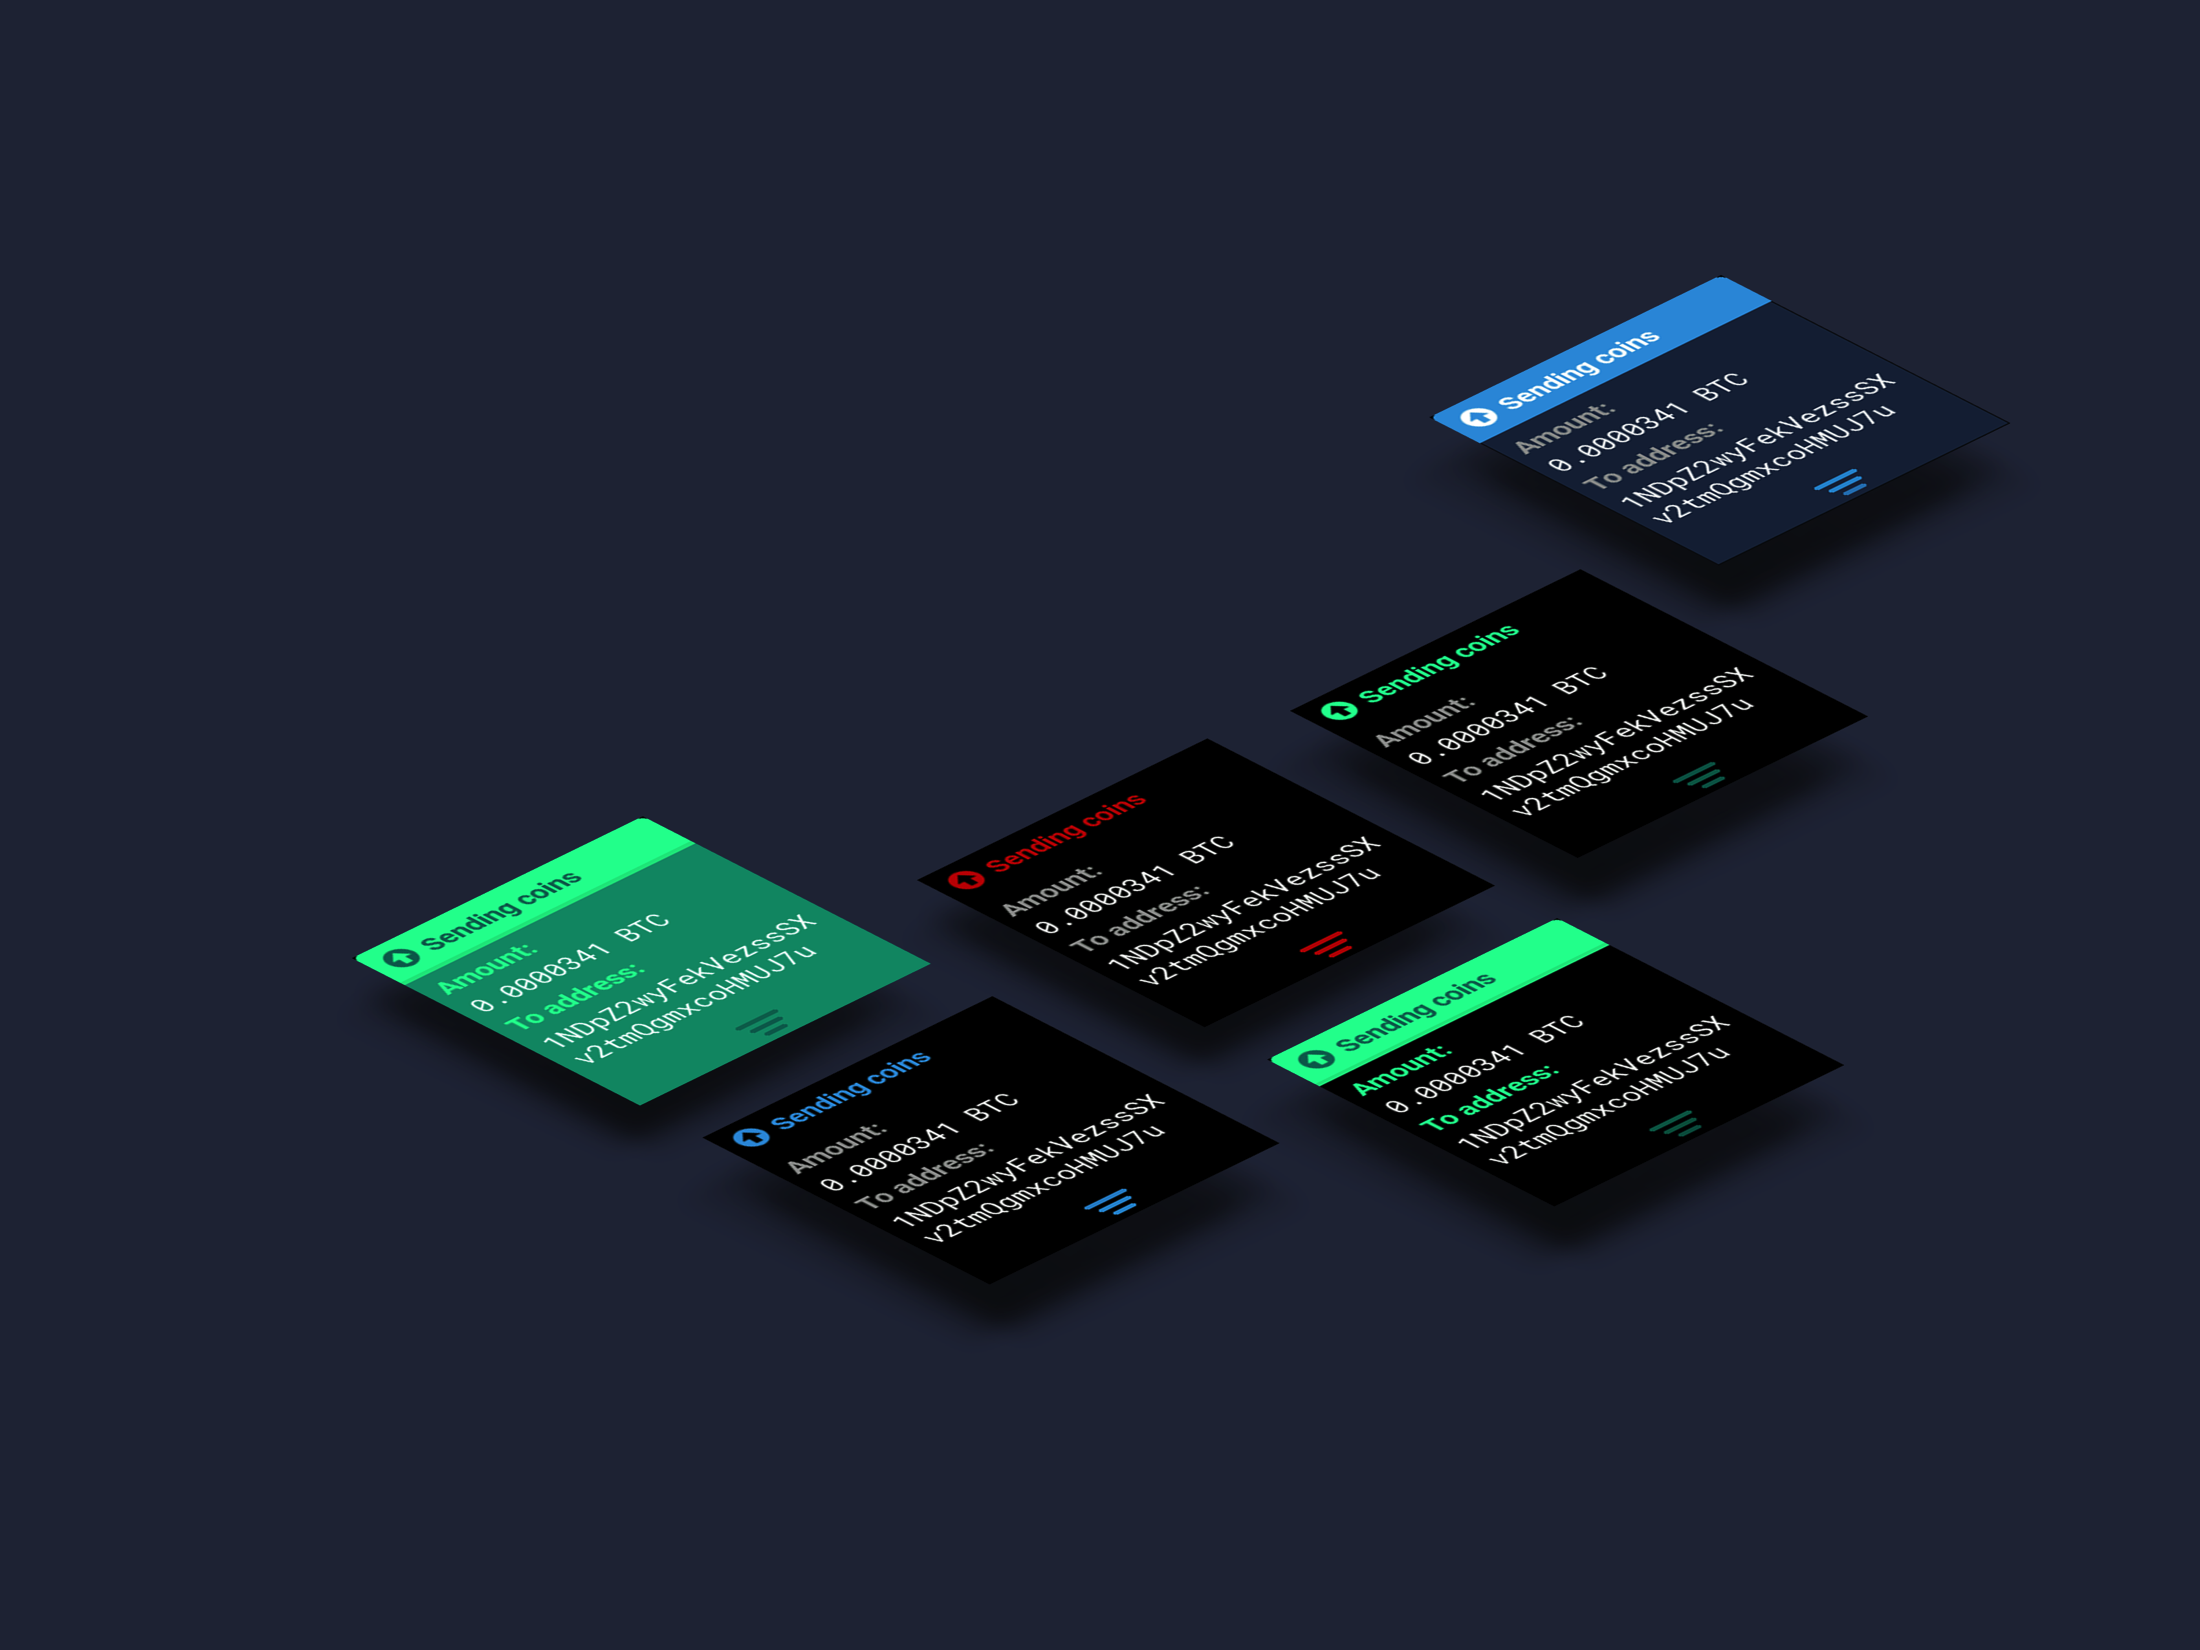 Sending coins
Amount:
0.0000341 BTC
To address:
1NDpZ2wyFekVezssSX
v2tmQgmxcoHMUJ7u
Sending coins
Amount:
0.0000341 BTC
To address:
1NDpZ2wyFekVezssSX
v2tmQgmxcoHMUJ7u
Sending coins
Amount:
0.0000341 BTC
To address:
1NDpZ2wyFekVezssSX
v2tmQgmxcoHMUJ7u
Sending coins
Amount:
0.0000341 BTC
To address:
1NDpZ2wyFekVezssSX
v2tmQgmxcoHMUJ7u
Sending coins
Amount:
0.0000341 BTC
To address:
1NDpZ2wyFekVezssSX
v2tmQgmxcoHMUJ7u
Sending coins
Amount:
0.0000341 BTC
To address:
1NDpZ2wyFekVezssSX
v2tmQgmxcoHMUJ7u